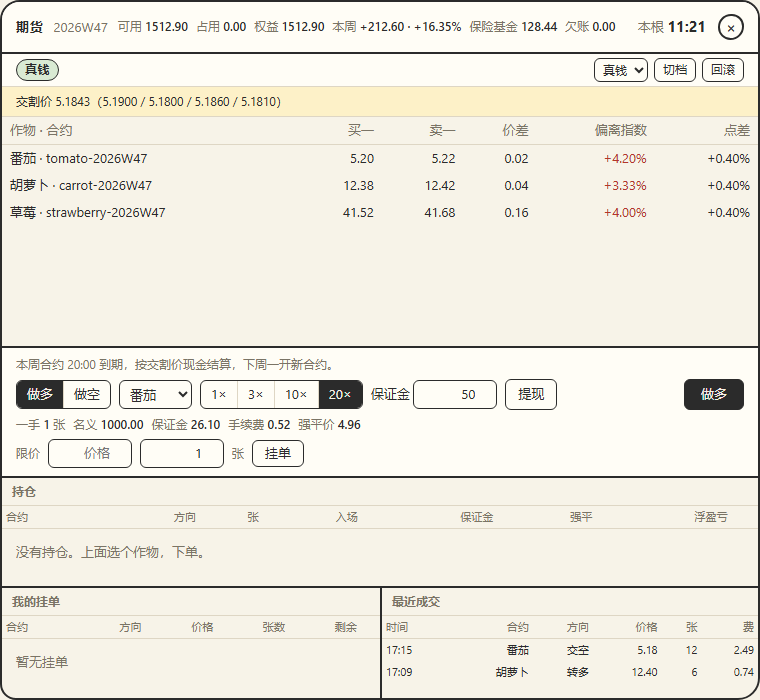 期货 2026W47 可用 1512.90 占用 0.00 权益 1512.90 本周 +212.60 · +16.35% 保险基金 128.44 欠账 0.00 本根 11:21 ×
真钱 真钱 切档 回滚
交割价 5.1843 (5.1900 / 5.1800 / 5.1860 / 5.1810)
作物 · 合约 买一 卖一 价差 偏离指数 点差
番茄 · tomato-2026W47 5.20 5.22 0.02 +4.20% +0.40%
胡萝卜 · carrot-2026W47 12.38 12.42 0.04 +3.33% +0.40%
草莓 · strawberry-2026W47 41.52 41.68 0.16 +4.00% +0.40%
本周合约 20:00 到期，按交割价现金结算，下周一开新合约。
做多 做空 番茄 1× 3× 10× 20× 保证金 50 提现 做多
一手 1 张 名义 1000.00 保证金 26.10 手续费 0.52 强平价 4.96
限价 价格 1 张 挂单
持仓
合约 方向 张 入场 保证金 强平 浮盈亏
没有持仓。上面选个作物，下单。
我的挂单
合约 方向 价格 张数 剩余
暂无挂单
最近成交
时间 合约 方向 价格 张 费
17:15 番茄 交空 5.18 12 2.49
17:09 胡萝卜 转多 12.40 6 0.74